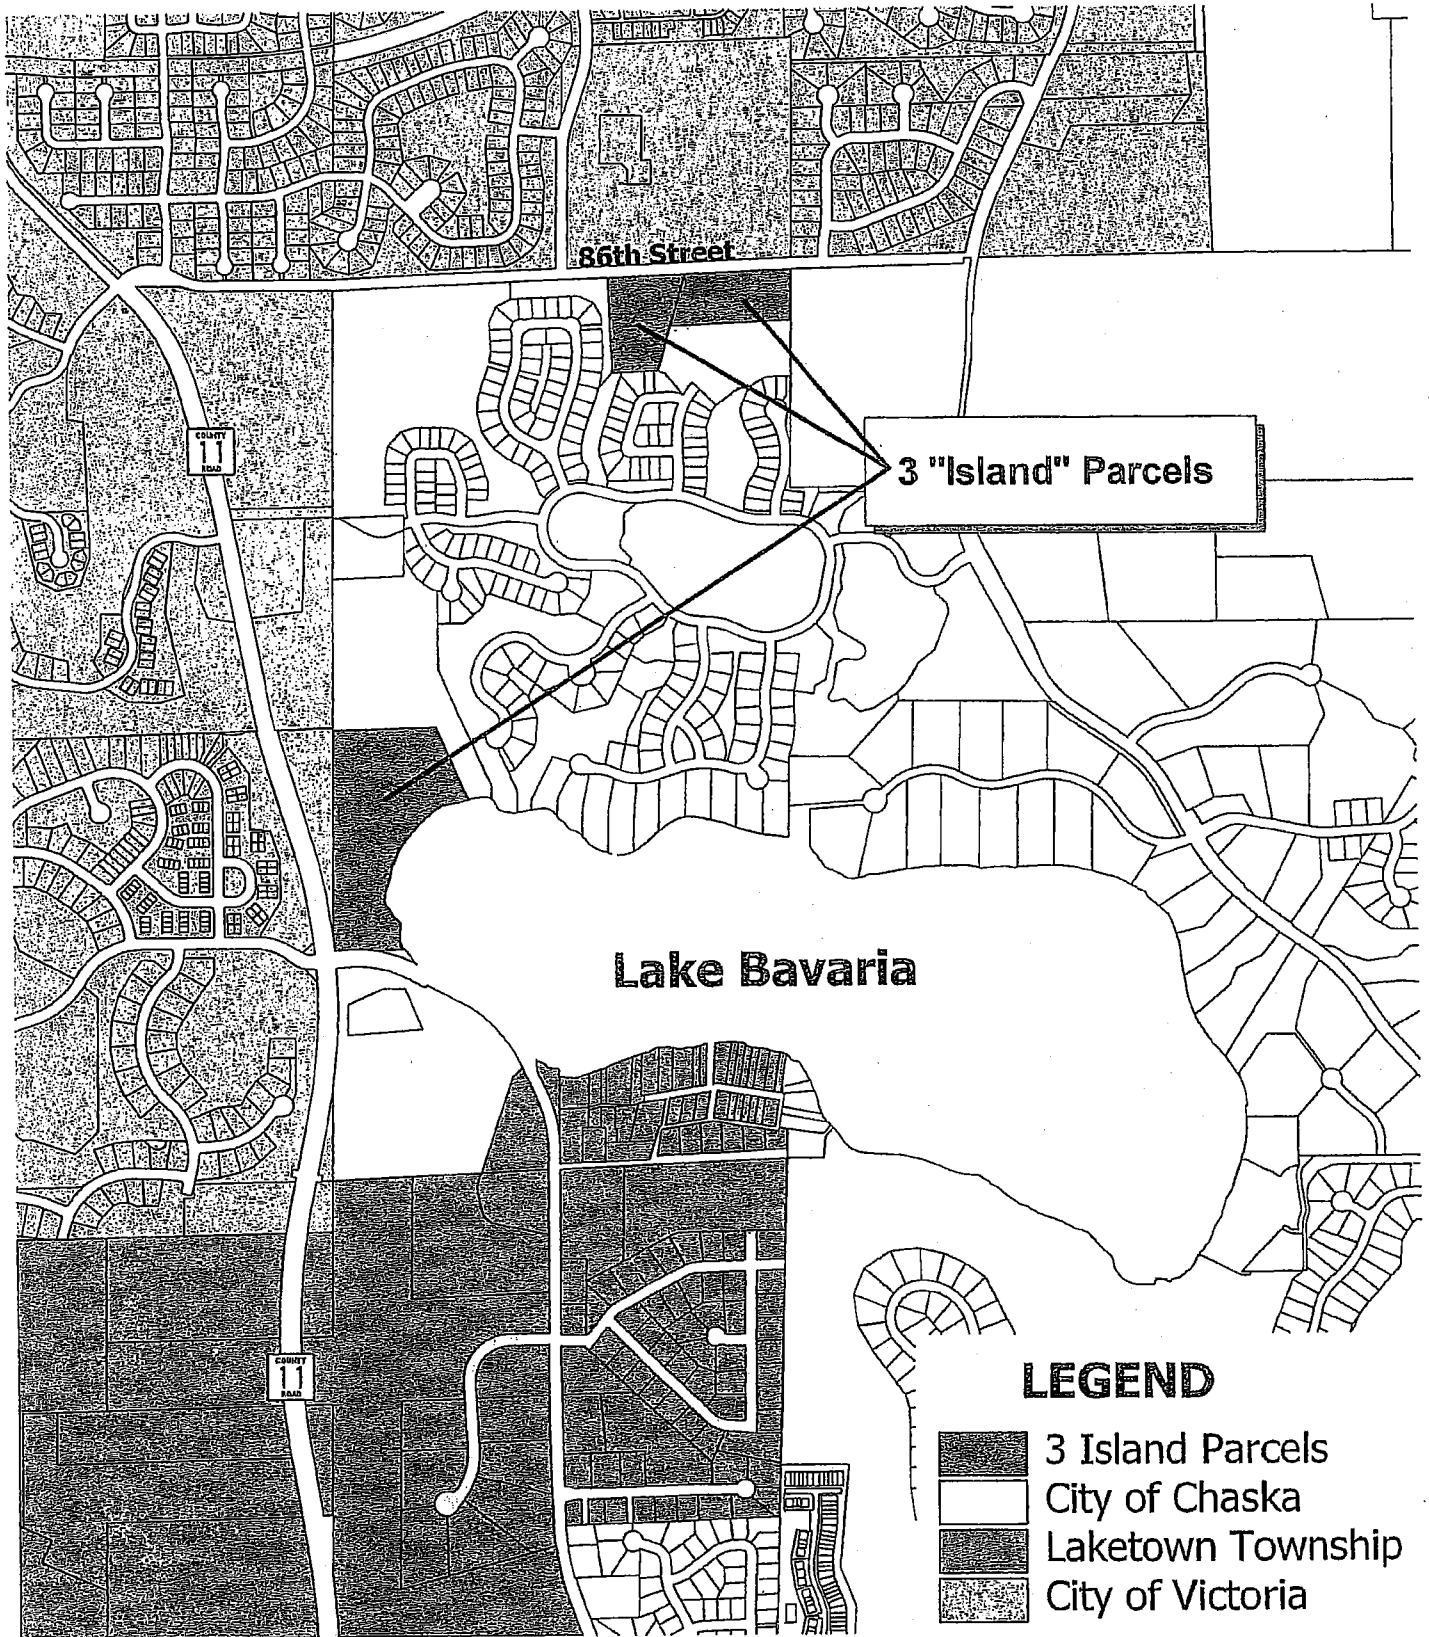 86th Street
COUNTY
11
ROAD
3 "Island" Parcels
Lake Bavaria
COUNTY
11
ROAD
LEGEND
3 Island Parcels
City of Chaska
Laketown Township
City of Victoria